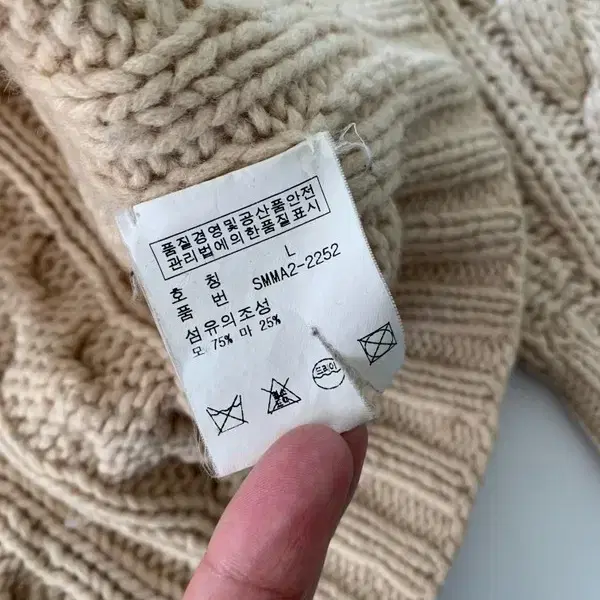 품질경영및공산품안전
관리법에의한품질표시
호 칭 L
품 번 SMMA2-2252
섬유의조성
모 75% 마 25%
드라이